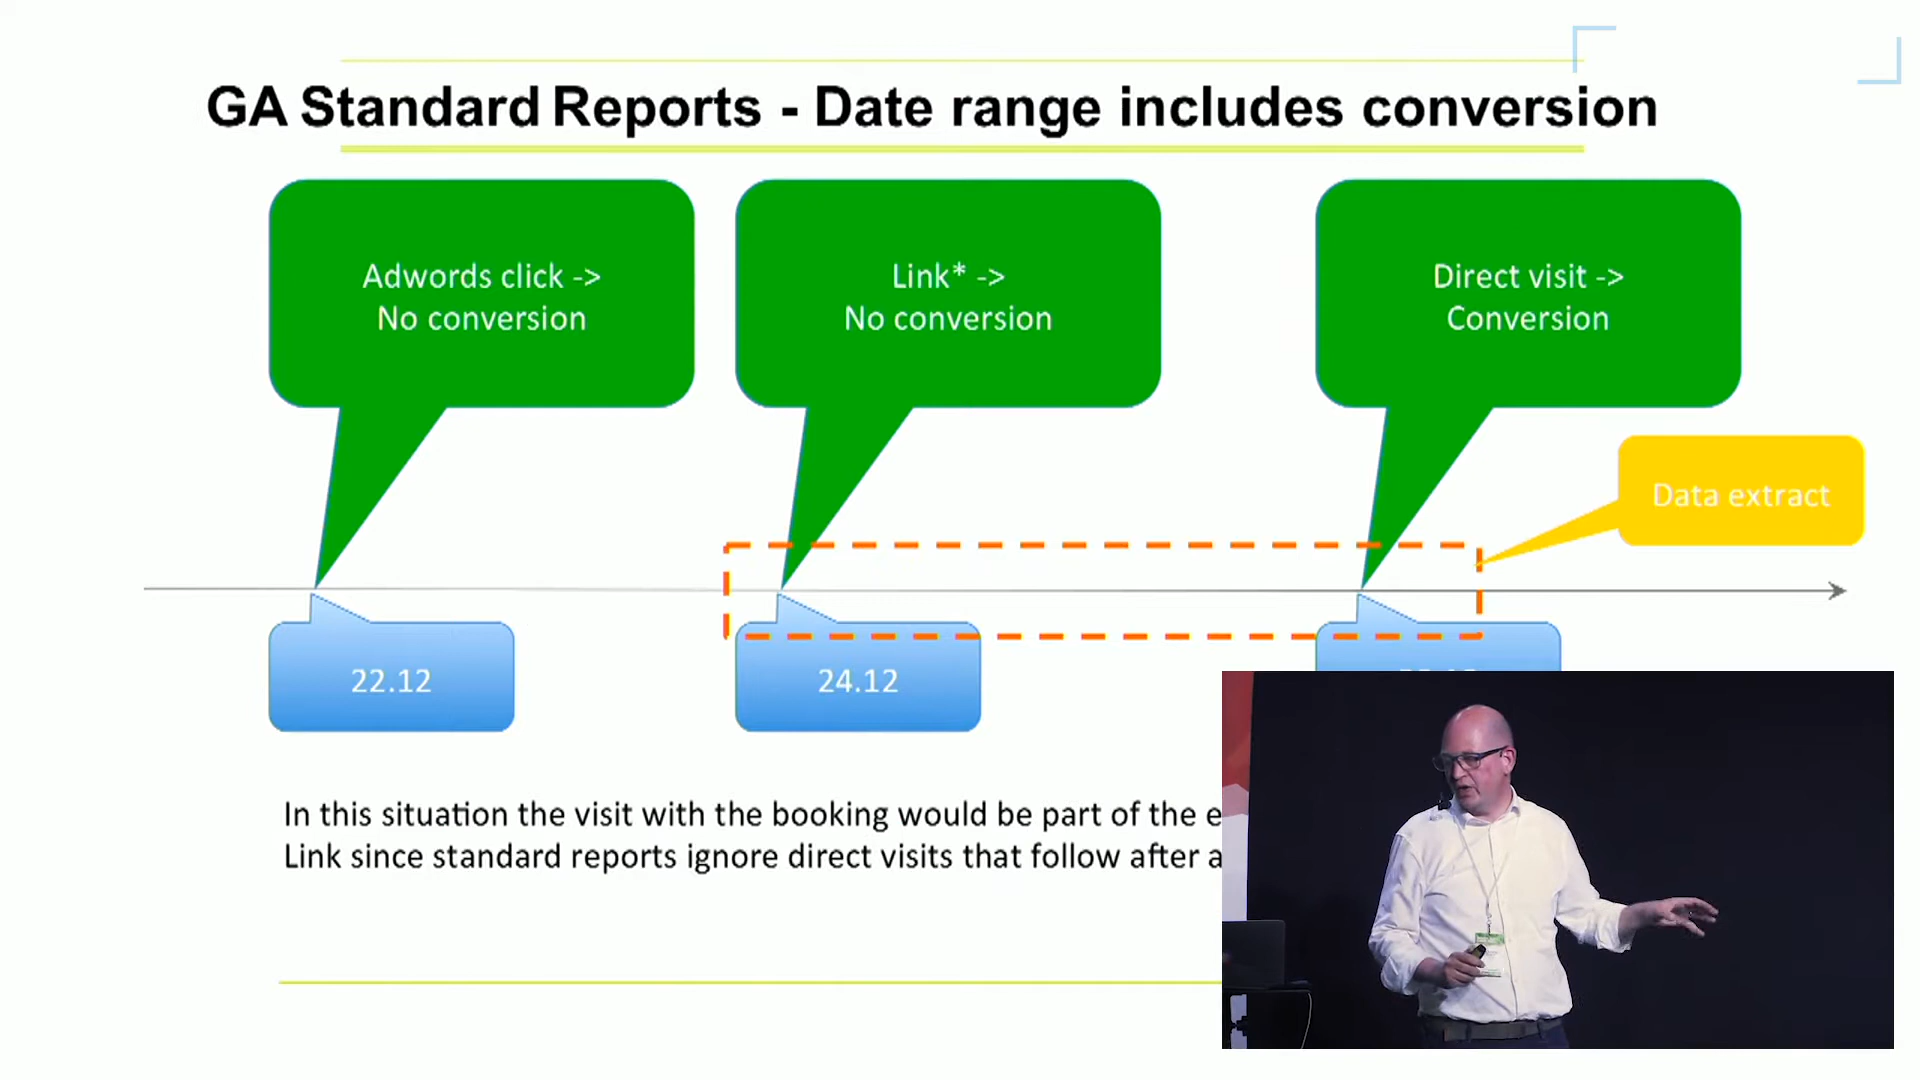 GA Standard Reports - Date range includes conversion
Adwords click ->
No conversion
Link* ->
No conversion
Direct visit ->
Conversion
Data extract
22.12
24.12
In this situation the visit with the booking would be part of the
Link since standard reports ignore direct visits that follow after